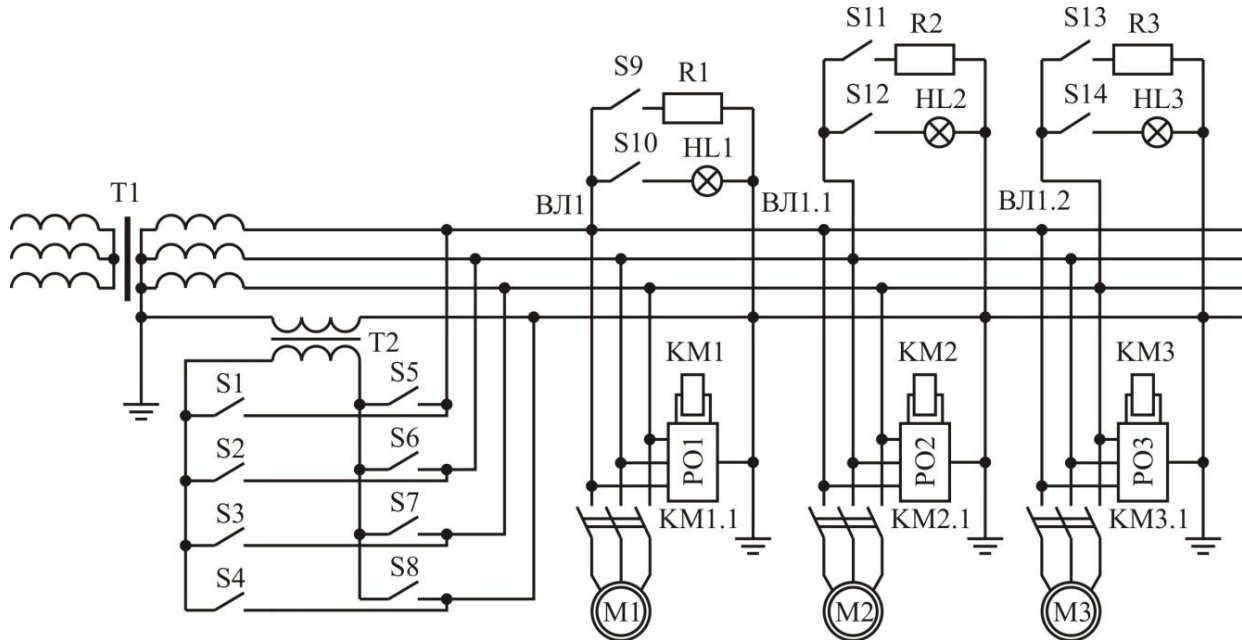 S11 R2 S13 R3
S9 R1 S12 HL2 S14 HL3
S10 HL1
T1 ВЛ1 ВЛ1.1 ВЛ1.2
T2 KM1 KM2 KM3
S1 S5
S2 S6 PO1 PO2 PO3
S3 S7 KM1.1 KM2.1 KM3.1
S4 S8
M1 M2 M3